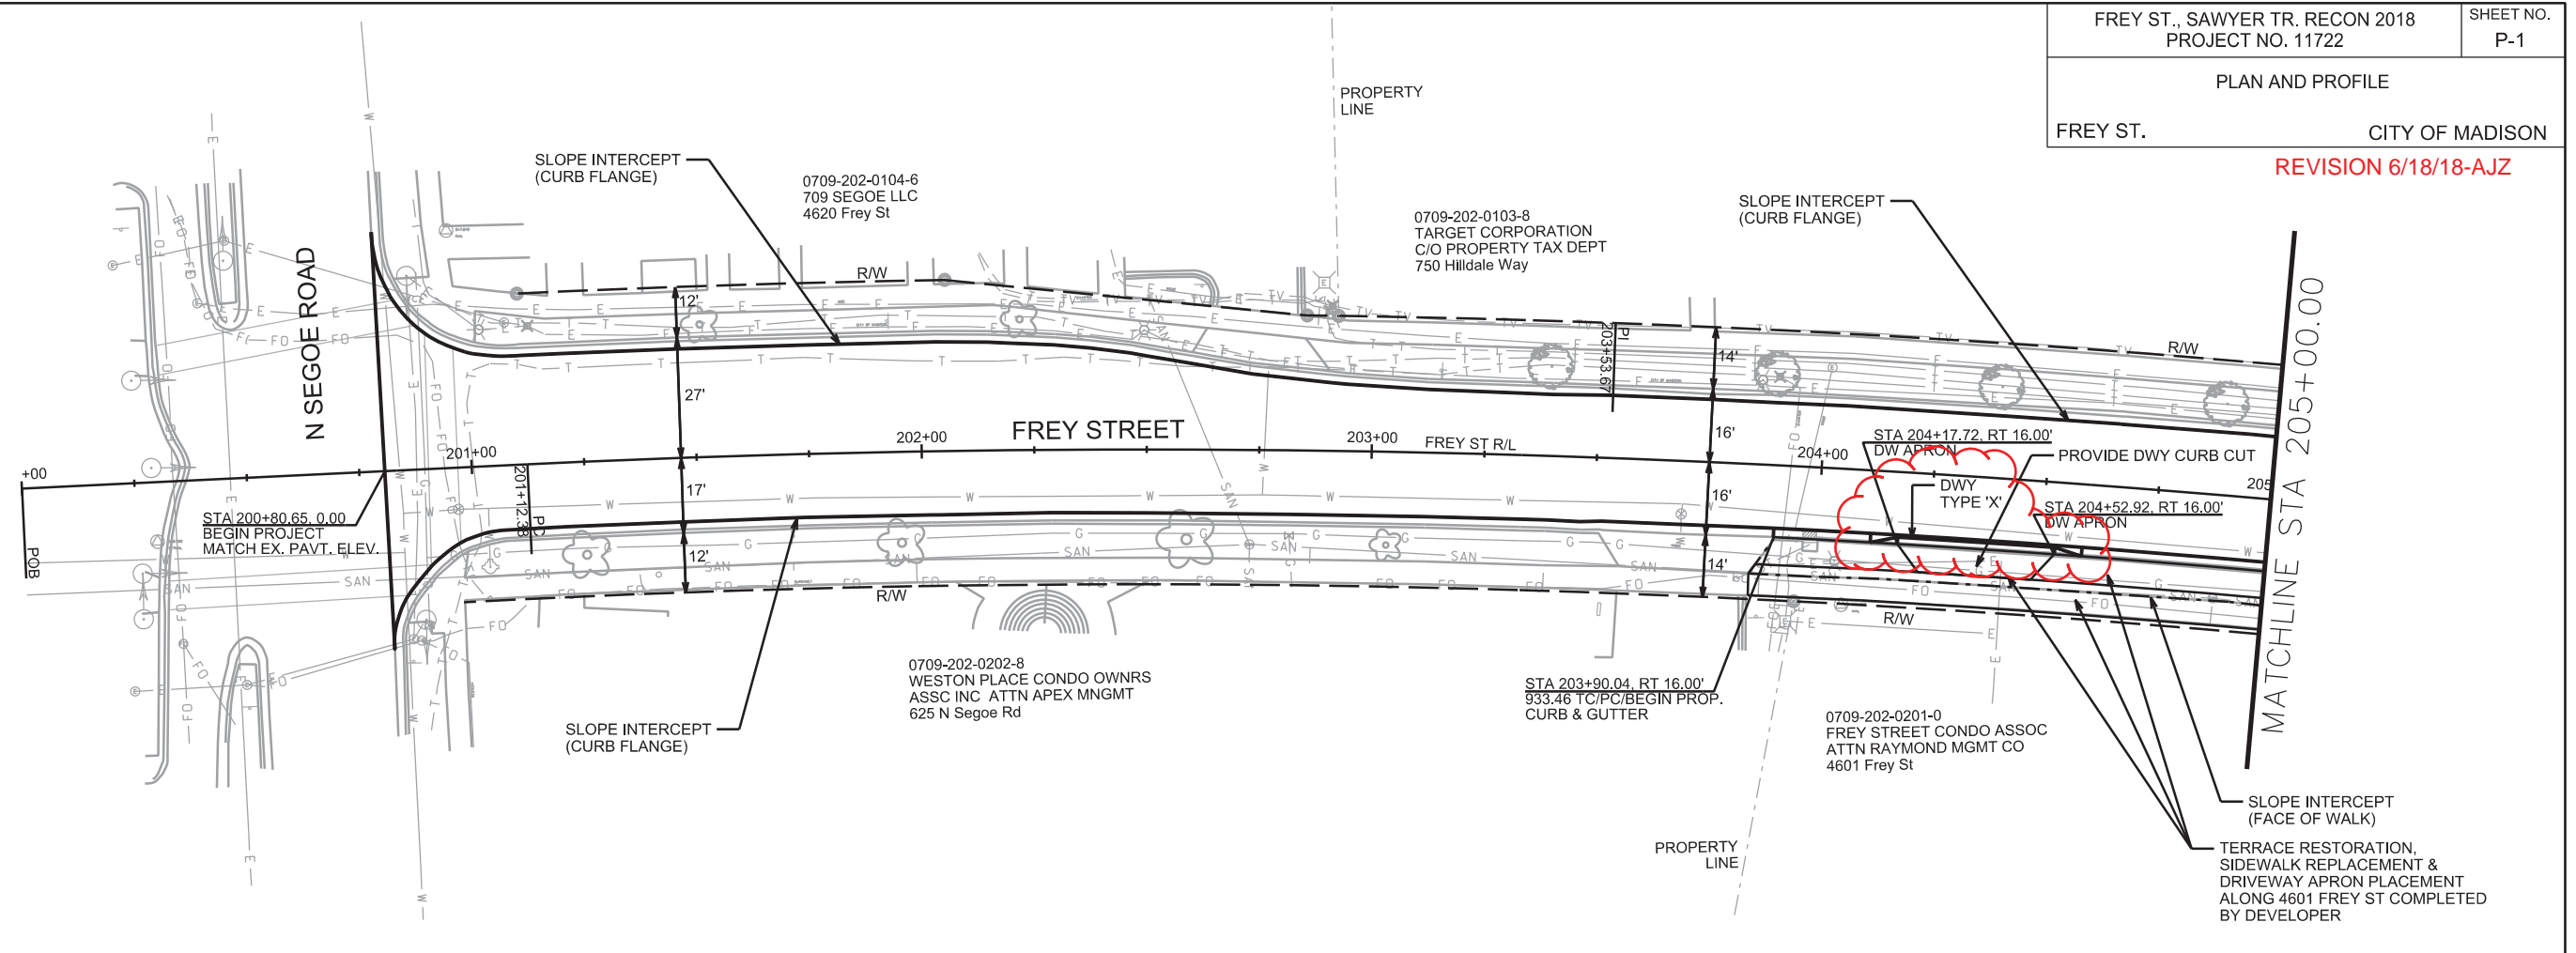 FREY ST., SAWYER TR. RECON 2018
PROJECT NO. 11722
SHEET NO.
P-1
PLAN AND PROFILE
FREY ST.
CITY OF MADISON
REVISION 6/18/18-AJZ
PROPERTY
LINE
SLOPE INTERCEPT
(CURB FLANGE)
0709-202-0104-6
709 SEGOE LLC
4620 Frey St
0709-202-0103-8
TARGET CORPORATION
C/O PROPERTY TAX DEPT
750 Hilldale Way
SLOPE INTERCEPT
(CURB FLANGE)
N SEGOE ROAD
R/W
12'
27'
17'
12'
R/W
PI
203+53.67
14'
16'
16'
14'
R/W
MATCHLINE STA 205+00.00
+00
POB
201+00
PC
201+12.38
202+00
FREY STREET
203+00
FREY ST R/L
204+00
205
STA 200+80.65, 0.00
BEGIN PROJECT
MATCH EX. PAVT. ELEV.
STA 204+17.72, RT 16.00'
DW APRON
PROVIDE DWY CURB CUT
DWY
TYPE 'X'
STA 204+52.92, RT 16.00'
DW APRON
R/W
SLOPE INTERCEPT
(CURB FLANGE)
0709-202-0202-8
WESTON PLACE CONDO OWNRS
ASSC INC ATTN APEX MNGMT
625 N Segoe Rd
STA 203+90.04, RT 16.00'
933.46 TC/PC/BEGIN PROP.
CURB & GUTTER
0709-202-0201-0
FREY STREET CONDO ASSOC
ATTN RAYMOND MGMT CO
4601 Frey St
PROPERTY
LINE
SLOPE INTERCEPT
(FACE OF WALK)
TERRACE RESTORATION,
SIDEWALK REPLACEMENT &
DRIVEWAY APRON PLACEMENT
ALONG 4601 FREY ST COMPLETED
BY DEVELOPER